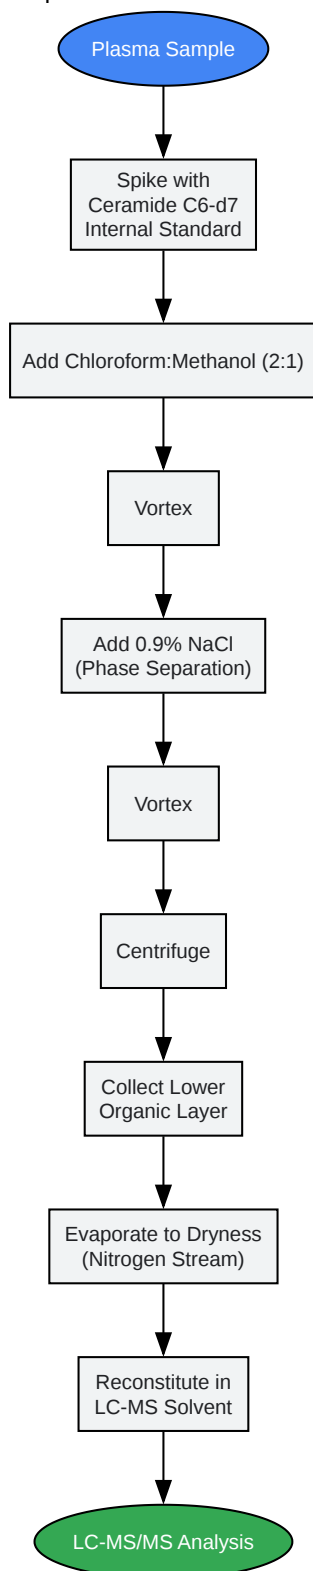 Plasma Sample
Spike with
Ceramide C6-d7
Internal Standard
Add Chloroform:Methanol (2:1)
Vortex
Add 0.9% NaCl
(Phase Separation)
Vortex
Centrifuge
Collect Lower
Organic Layer
Evaporate to Dryness
(Nitrogen Stream)
Reconstitute in
LC-MS Solvent
LC-MS/MS Analysis